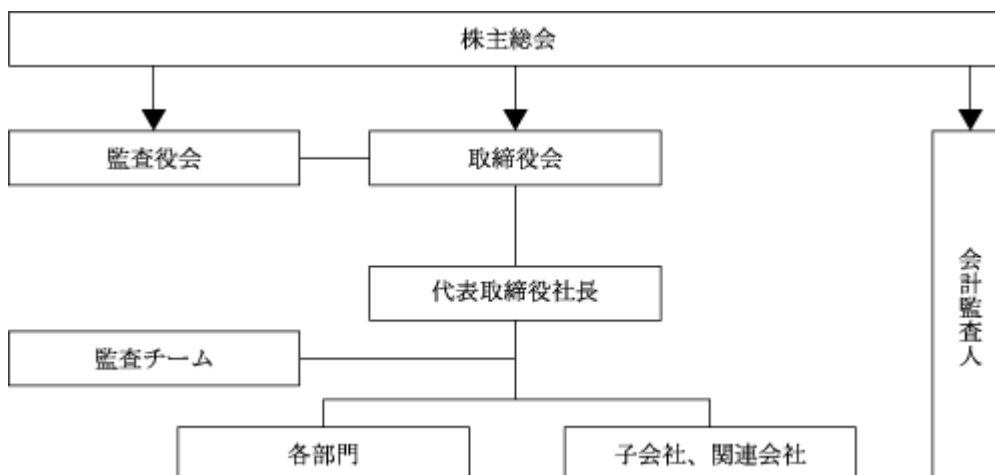 株主総会
監査役会
取締役会
会計監査人
代表取締役社長
監査チーム
各部門
子会社、関連会社